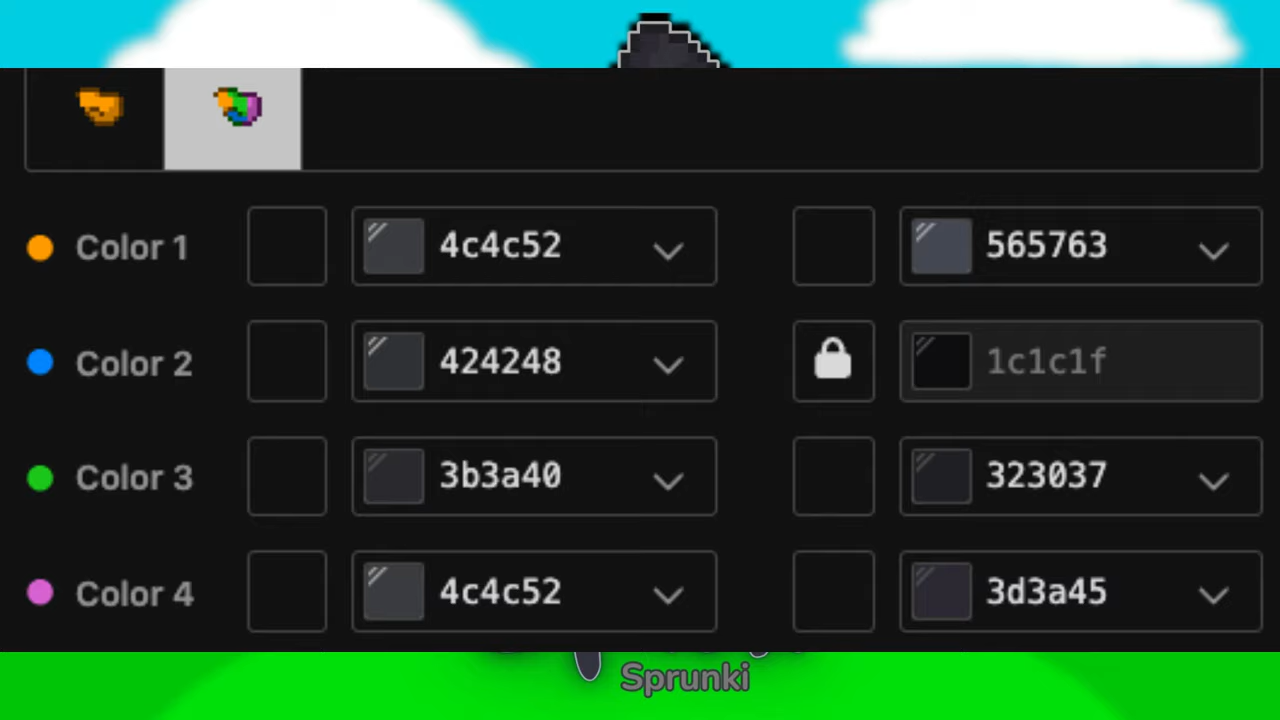 Color 1 4c4c52 565763
Color 2 424248 1c1c1f
Color 3 3b3a40 323037
Color 4 4c4c52 3d3a45
Sprunki